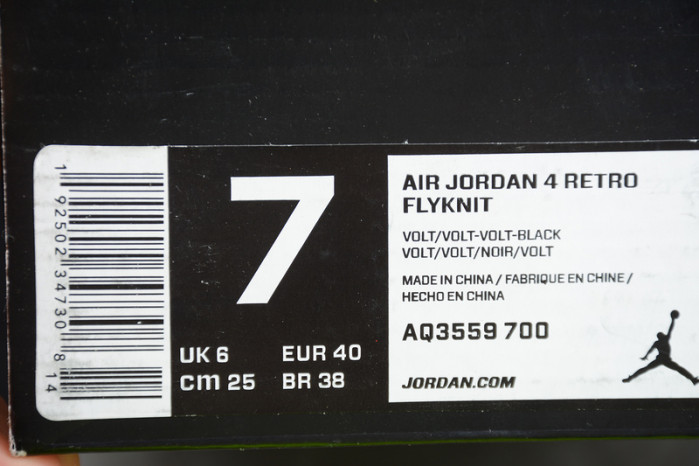 1 92502 34730 8 14
7
UK 6 EUR 40
cm 25 BR 38
AIR JORDAN 4 RETRO
FLYKNIT
VOLT/VOLT-VOLT-BLACK
VOLT/VOLT/NOIR/VOLT
MADE IN CHINA / FABRIQUE EN CHINE /
HECHO EN CHINA
AQ3559 700
JORDAN.COM